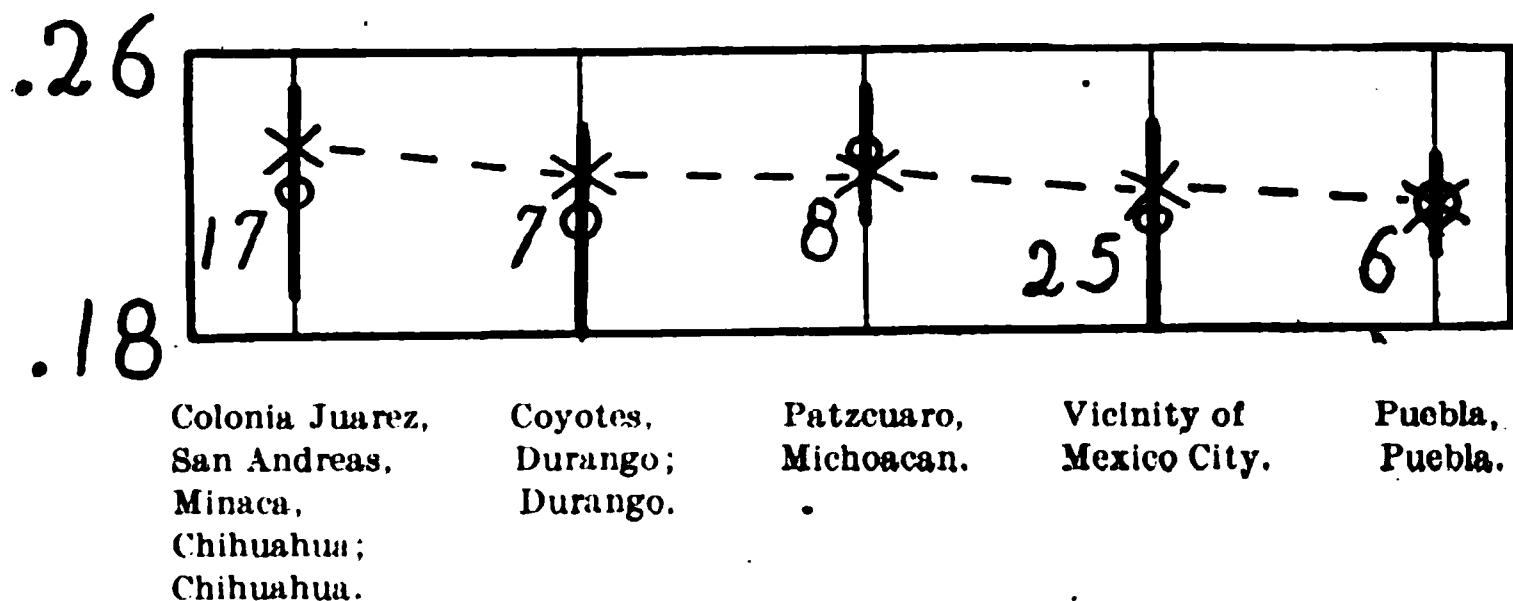 .26
17 7 8 25 6
.18
Colonia Juarez,
San Andreas,
Minaca,
Chihuahua;
Chihuahua.
Coyotes,
Durango;
Durango.
Patzcuaro,
Michoacan.
Vicinity of
Mexico City.
Puebla,
Puebla.